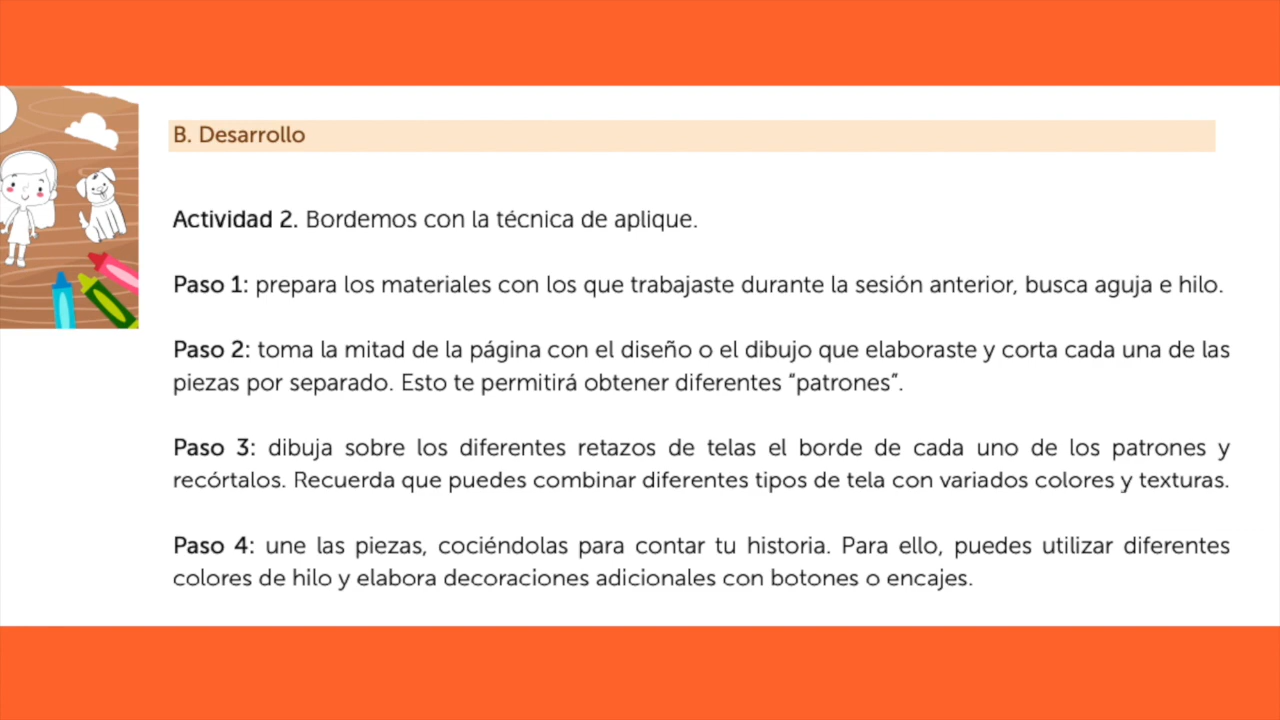 B. Desarrollo
Actividad 2. Bordemos con la técnica de aplique.
Paso 1: prepara los materiales con los que trabajaste durante la sesión anterior, busca aguja e hilo.
Paso 2: toma la mitad de la página con el diseño o el dibujo que elaboraste y corta cada una de las
piezas por separado. Esto te permitirá obtener diferentes “patrones”.
Paso 3: dibuja sobre los diferentes retazos de telas el borde de cada uno de los patrones y
recórtalos. Recuerda que puedes combinar diferentes tipos de tela con variados colores y texturas.
Paso 4: une las piezas, cociéndolas para contar tu historia. Para ello, puedes utilizar diferentes
colores de hilo y elabora decoraciones adicionales con botones o encajes.